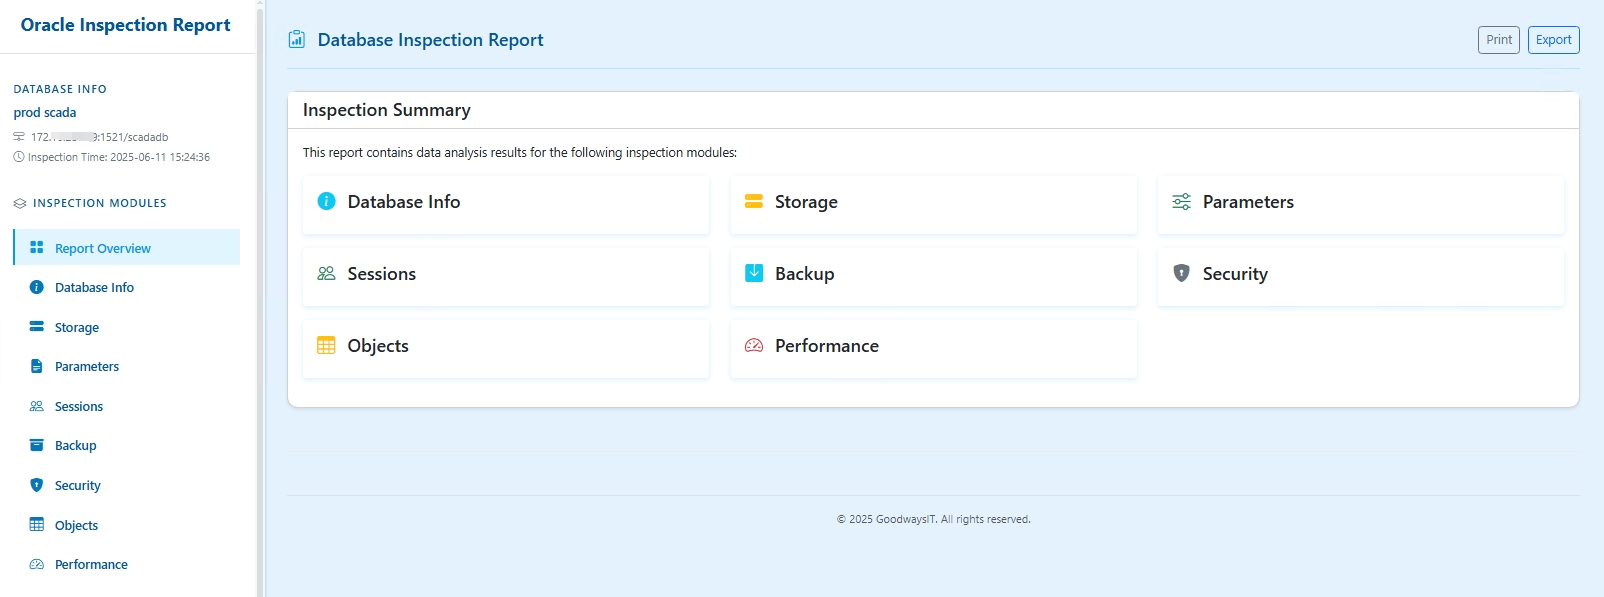 Oracle Inspection Report
DATABASE INFO
prod scada
172.
9:1521/scadadb
Inspection Time: 2025-06-11 15:24:36
INSPECTION MODULES
Report Overview
Database Info
Storage
Parameters
Sessions
Backup
Security
Objects
Performance
Database Inspection Report
Print
Export
Inspection Summary
This report contains data analysis results for the following inspection modules:
Database Info
Storage
Parameters
Sessions
Backup
Security
Objects
Performance
© 2025 GoodwaysIT. All rights reserved.